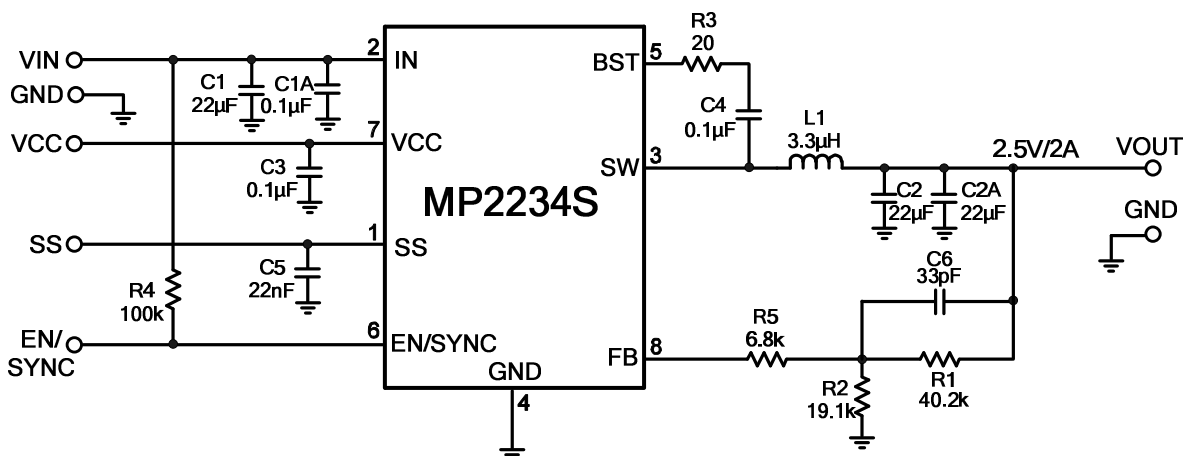 VIN
GND
VCC
SS
EN/
SYNC
R4
100k
C1
22µF
C1A
0.1µF
C3
0.1µF
C5
22nF
2
7
1
6
IN
VCC
SS
EN/SYNC
MP2234S
BST
SW
FB
GND
4
5
3
8
R3
20
C4
0.1µF
L1
3.3µH
2.5V/2A
VOUT
C2
22µF
C2A
22µF
GND
C6
33pF
R5
6.8k
R2
19.1k
R1
40.2k